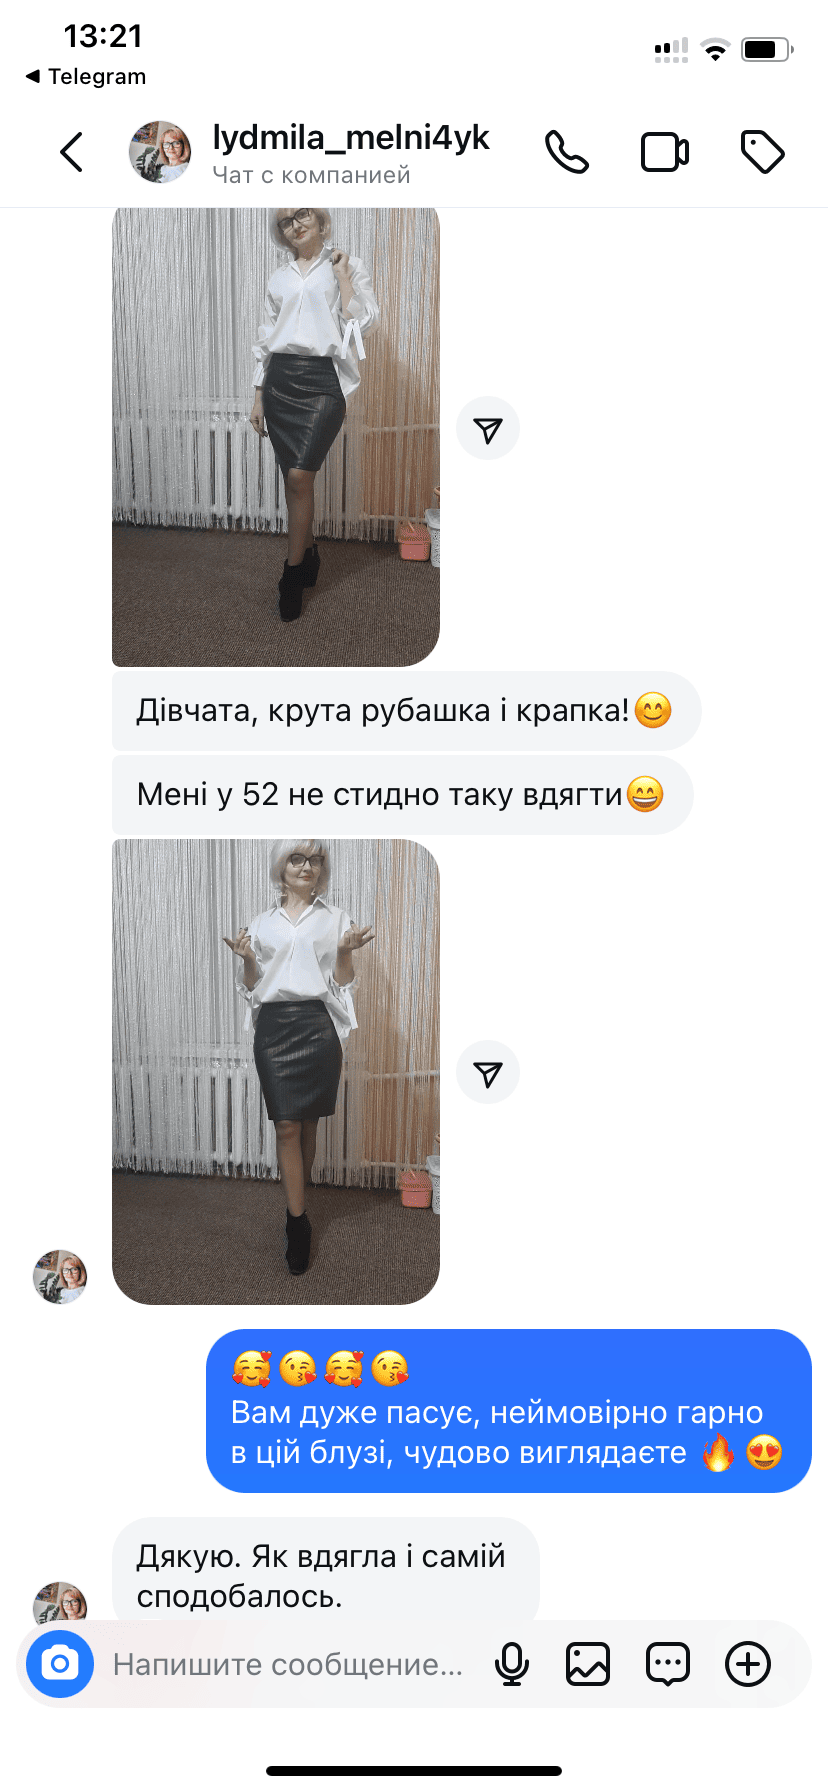 13:21
◀ Telegram
lydmila_melni4yk
Чат с компанией
Дівчата, крута рубашка і крапка!😊
Мені у 52 не стидно таку вдягти😄
🥰😘🥰😘
Вам дуже пасує, неймовірно гарно
в цій блузі, чудово виглядаєте 🔥😍
Дякую. Як вдягла і самій
сподобалось.
Напишите сообщение...